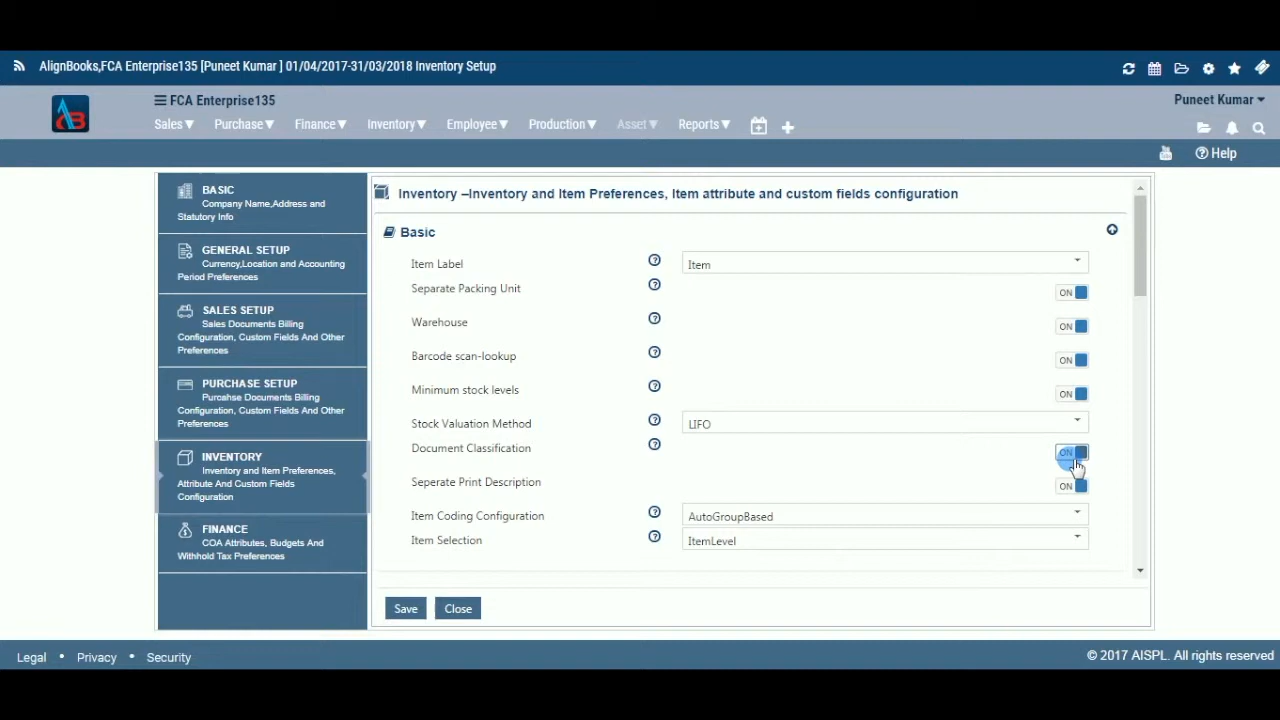 AlignBooks,FCA Enterprise135 [Puneet Kumar ] 01/04/2017-31/03/2018 Inventory Setup
FCA Enterprise135
Puneet Kumar
Sales Purchase Finance Inventory Employee Production Asset Reports
Help
BASIC
Company Name,Address and
Statutory Info
GENERAL SETUP
Currency,Location and Accounting
Period Preferences
SALES SETUP
Sales Documents Billing
Configuration, Custom Fields And Other
Preferences
PURCHASE SETUP
Purcahse Documents Billing
Configuration, Custom Fields And Other
Preferences
INVENTORY
Inventory and Item Preferences,
Attribute And Custom Fields
Configuration
FINANCE
COA Attributes, Budgets And
Withhold Tax Preferences
Inventory –Inventory and Item Preferences, Item attribute and custom fields configuration
Basic
Item Label Item
Separate Packing Unit ON
Warehouse ON
Barcode scan-lookup ON
Minimum stock levels ON
Stock Valuation Method LIFO
Document Classification ON
Seperate Print Description ON
Item Coding Configuration AutoGroupBased
Item Selection ItemLevel
Save Close
Legal • Privacy • Security
© 2017 AISPL. All rights reserved